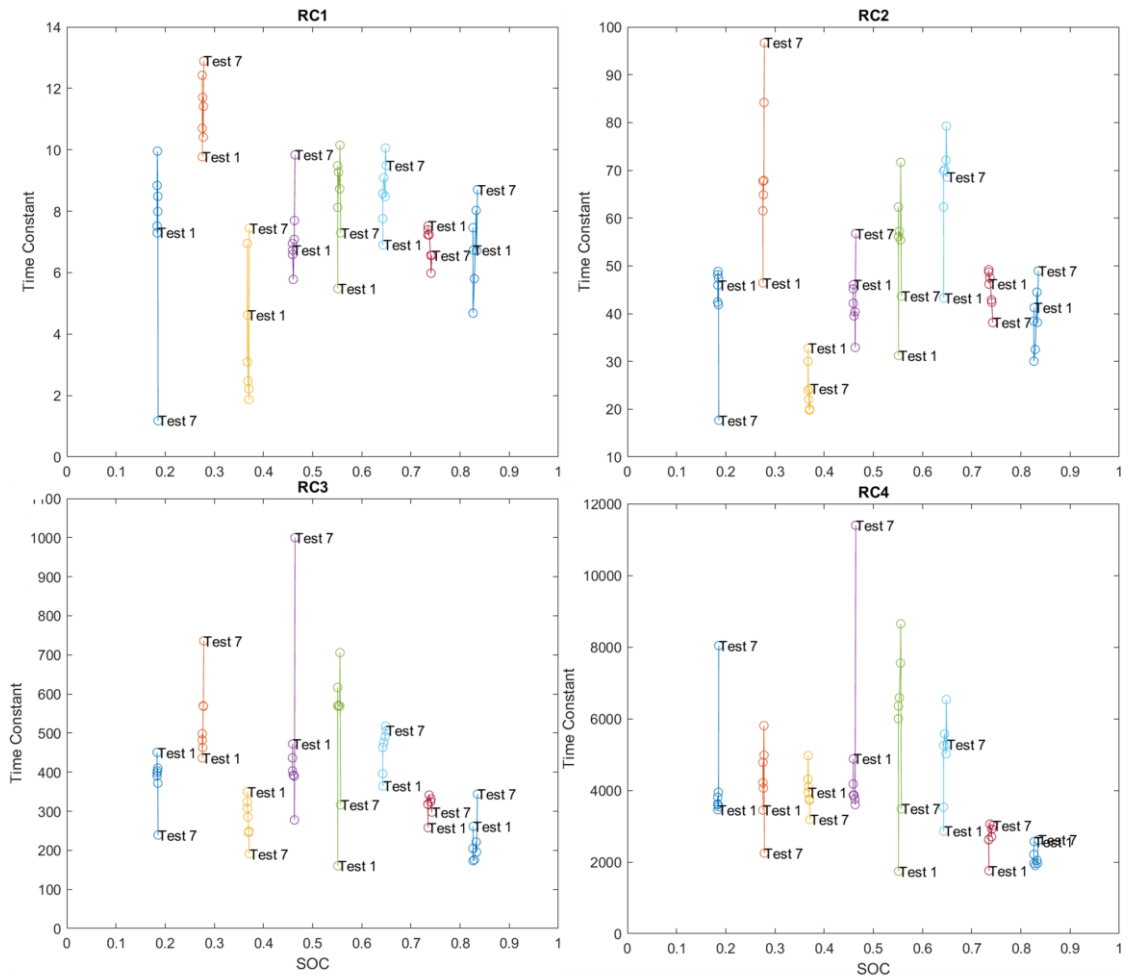 RC1
14
12
10
8
6
4
2
0
Time Constant
Test 7
Test 1
Test 1
Test 7
Test 7
Test 1
Test 7
Test 1
Test 7
Test 1
Test 7
Test 1
Test 1
Test 7
Test 7
Test 1
0 0.1 0.2 0.3 0.4 0.5 0.6 0.7 0.8 0.9 1
RC2
100
90
80
70
60
50
40
30
20
10
Time Constant
Test 1
Test 7
Test 7
Test 1
Test 1
Test 7
Test 7
Test 1
Test 7
Test 1
Test 7
Test 1
Test 1
Test 7
Test 7
Test 1
0 0.1 0.2 0.3 0.4 0.5 0.6 0.7 0.8 0.9 1
RC3
1000
900
800
700
600
500
400
300
200
100
0
Time Constant
Test 1
Test 7
Test 7
Test 1
Test 1
Test 7
Test 7
Test 1
Test 7
Test 1
Test 7
Test 1
Test 7
Test 1
Test 7
Test 1
0 0.1 0.2 0.3 0.4 0.5 0.6 0.7 0.8 0.9 1
SOC
RC4
12000
10000
8000
6000
4000
2000
0
Time Constant
Test 7
Test 1
Test 1
Test 7
Test 1
Test 7
Test 7
Test 1
Test 7
Test 1
Test 7
Test 1
Test 7
Test 1
Test 7
Test 1
0 0.1 0.2 0.3 0.4 0.5 0.6 0.7 0.8 0.9 1
SOC